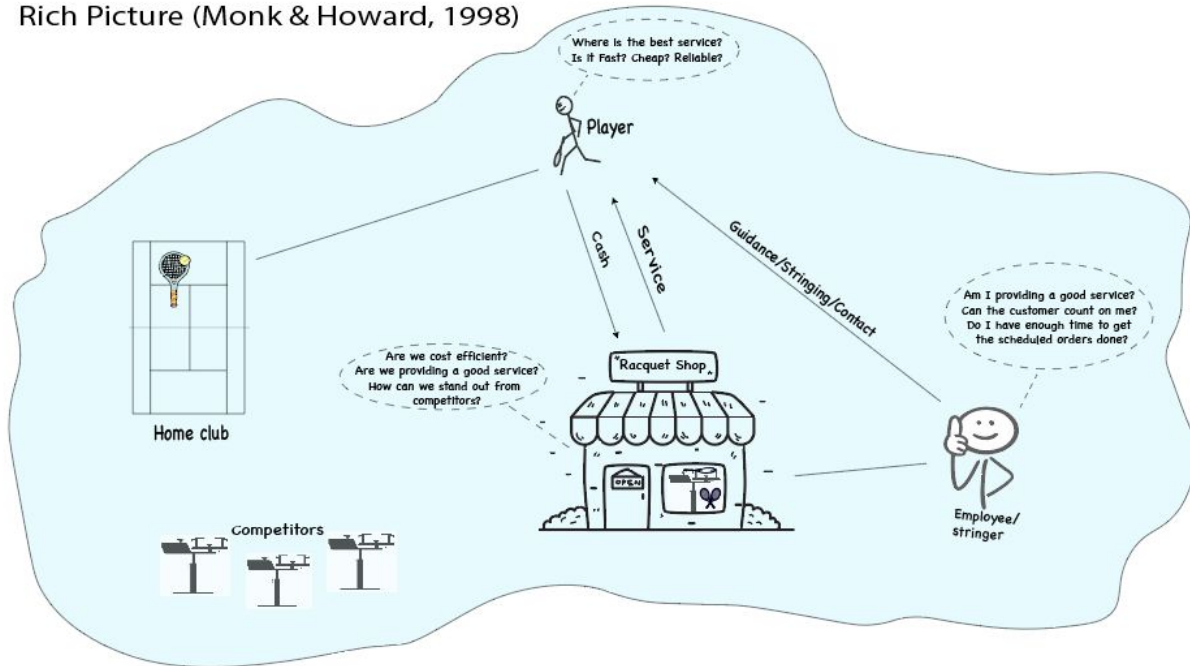 Rich Picture (Monk & Howard, 1998)
Where is the best service?
Is it Fast? Cheap? Reliable?
Player
Cash
Service
Guidance/Stringing/Contact
Am I providing a good service?
Can the customer count on me?
Do I have enough time to get
the scheduled orders done?
Are we cost efficient?
Are we providing a good service?
How can we stand out from
competitors?
"Racquet Shop"
OPEN
Home club
Employee/
stringer
Competitors